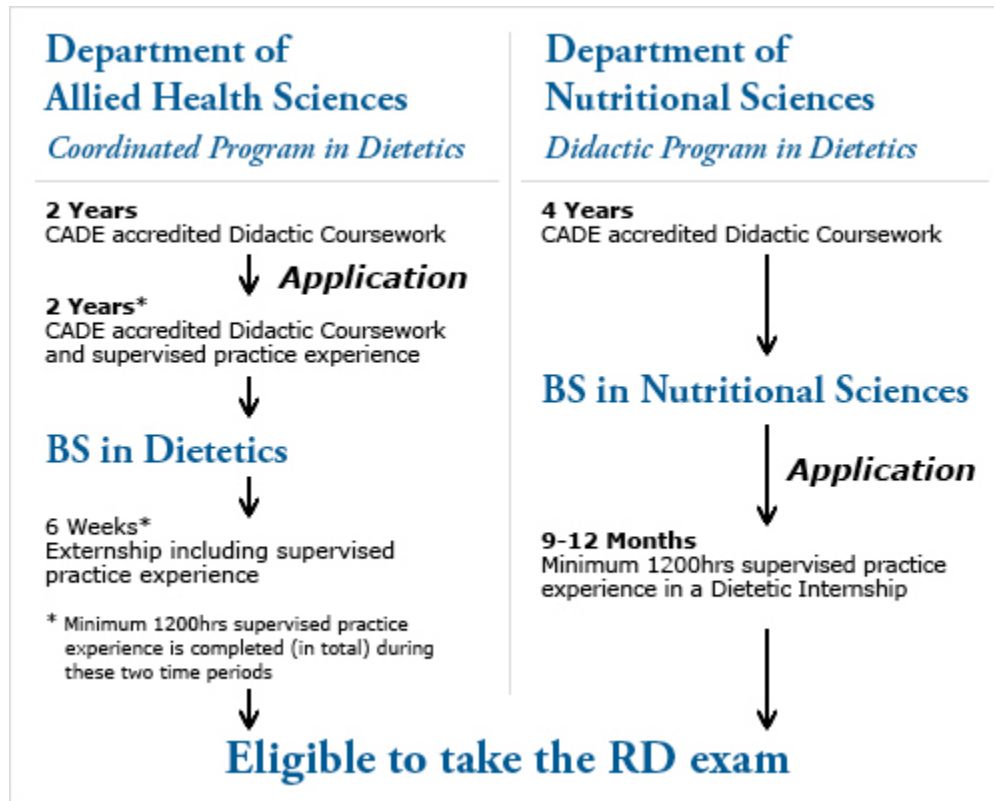 Department of
Allied Health Sciences
Coordinated Program in Dietetics
2 Years
CADE accredited Didactic Coursework
Application
2 Years*
CADE accredited Didactic Coursework
and supervised practice experience
BS in Dietetics
6 Weeks*
Externship including supervised
practice experience
* Minimum 1200hrs supervised practice
experience is completed (in total) during
these two time periods
Department of
Nutritional Sciences
Didactic Program in Dietetics
4 Years
CADE accredited Didactic Coursework
BS in Nutritional Sciences
Application
9-12 Months
Minimum 1200hrs supervised practice
experience in a Dietetic Internship
Eligible to take the RD exam